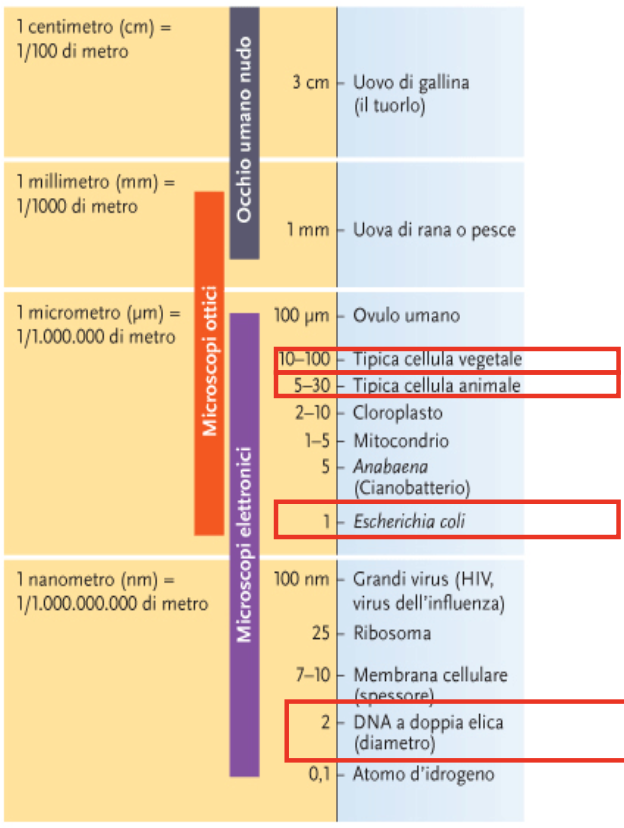 1 centimetro (cm) =
1/100 di metro
Occhio umano nudo
3 cm – Uovo di gallina
(il tuorlo)
1 millimetro (mm) =
1/1000 di metro
1 mm – Uova di rana o pesce
Microscopi ottici
1 micrometro (µm) =
1/1.000.000 di metro
Microscopi elettronici
100 µm – Ovulo umano
10–100 – Tipica cellula vegetale
5–30 – Tipica cellula animale
2–10 – Cloroplasto
1–5 – Mitocondrio
5 – Anabaena
(Cianobatterio)
1 – Escherichia coli
1 nanometro (nm) =
1/1.000.000.000 di metro
100 nm – Grandi virus (HIV,
virus dell'influenza)
25 – Ribosoma
7–10 – Membrana cellulare
(spessore)
2 – DNA a doppia elica
(diametro)
0,1 – Atomo d'idrogeno